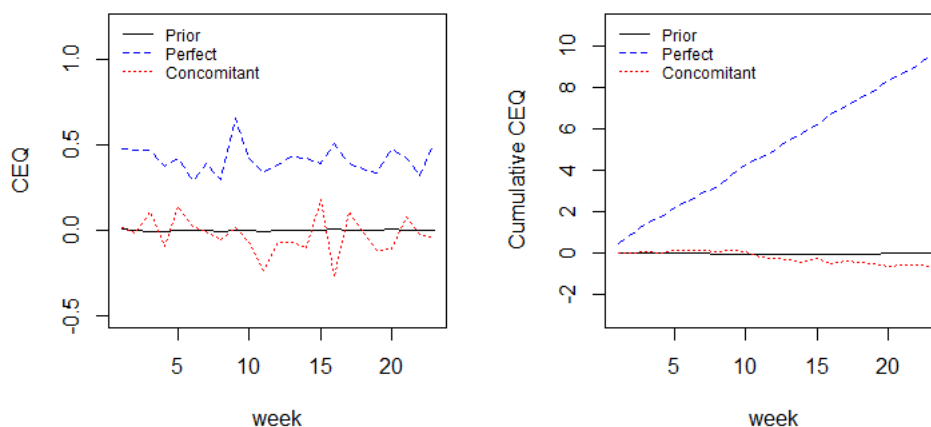 Prior
Perfect
Concomitant
1.0
0.5
0.0
-0.5
CEQ
5 10 15 20
week
Prior
Perfect
Concomitant
10
8
6
4
2
0
-2
Cumulative CEQ
5 10 15 20
week